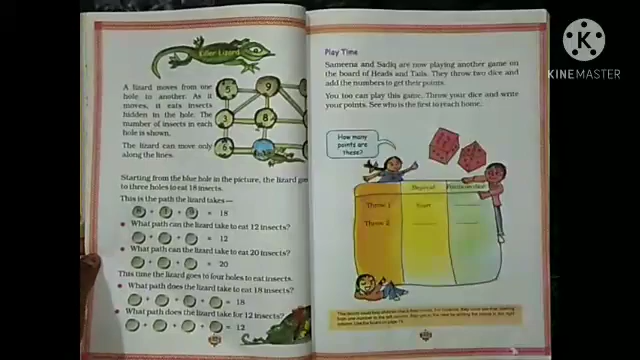 Killer Lizard
A lizard moves from one
hole to another. As it
moves, it eats insects
hidden in the hole. The
number of insects in each
hole is shown.
The lizard can move only
along the lines.
5
9
3
8
6
Starting from the blue hole in the picture, the lizard goes
to three holes to eat 18 insects.
This is the path the lizard takes—
+ + = 18
• What path can the lizard take to eat 12 insects?
+ + = 12
• What path can the lizard take to eat 20 insects?
+ + = 20
This time the lizard goes to four holes to eat insects.
• What path does the lizard take to eat 18 insects?
+ + + = 18
• What path does the lizard take for 12 insects?
+ + + = 12
Play Time
Sameena and Sadiq are now playing another game on
the board of Heads and Tails. They throw two dice and
add the numbers to get their points.
You too can play this game. Throw your dice and write
your points. See who is the first to reach home.
How many
points are
these?
Throw 1
Throw 2
K
KINEMASTER